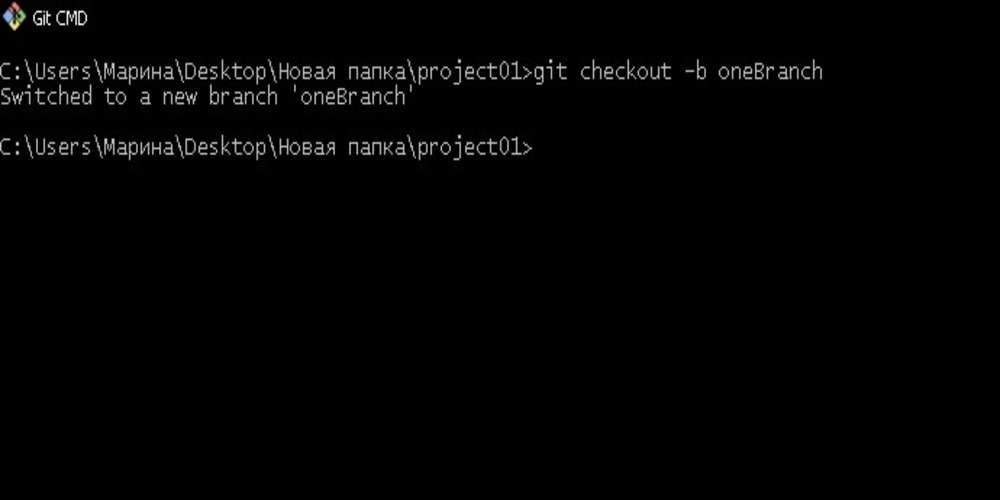 Git CMD
C:\Users\Марина\Desktop\Новая папка\project01>git checkout -b oneBranch
Switched to a new branch 'oneBranch'
C:\Users\Марина\Desktop\Новая папка\project01>